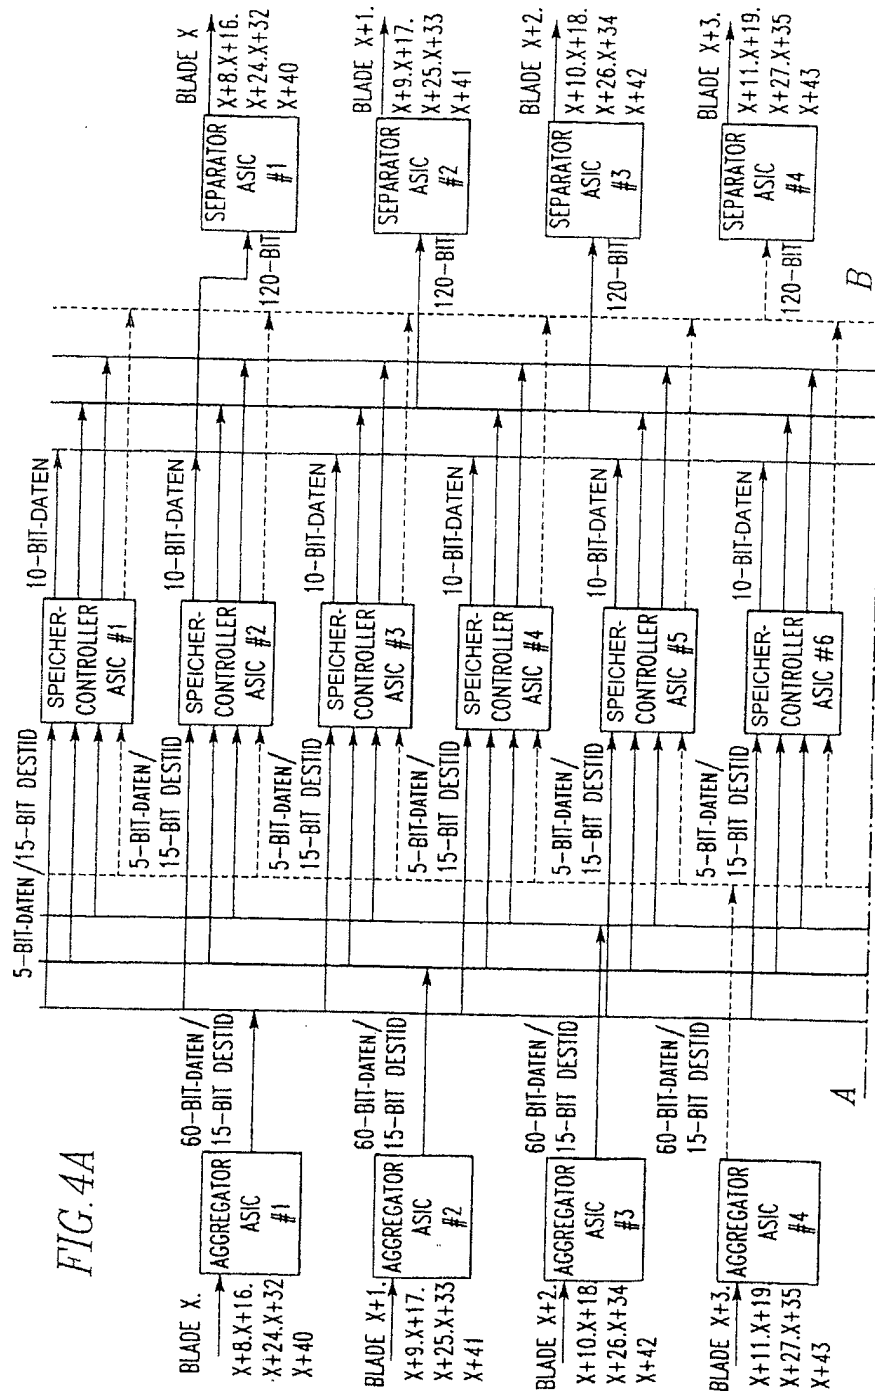 FIG. 4A
BLADE X.
X+8.X+16.
X+24.X+32
X+40
AGGREGATOR
ASIC
#1
60-BIT-DATEN/
15-BIT DESTID
BLADE X+1.
X+9.X+17.
X+25.X+33
X+41
AGGREGATOR
ASIC
#2
60-BIT-DATEN/
15-BIT DESTID
BLADE X+2.
X+10.X+18.
X+26.X+34
X+42
AGGREGATOR
ASIC
#3
60-BIT-DATEN/
15-BIT DESTID
BLADE X+3.
X+11.X+19
X+27.X+35
X+43
AGGREGATOR
ASIC
#4
60-BIT-DATEN/
15-BIT DESTID
A
5-BIT-DATEN/15-BIT DESTID
SPEICHER-
CONTROLLER
ASIC #1
10-BIT-DATEN
5-BIT-DATEN/
15-BIT DESTID
SPEICHER-
CONTROLLER
ASIC #2
10-BIT-DATEN
5-BIT-DATEN/
15-BIT DESTID
SPEICHER-
CONTROLLER
ASIC #3
10-BIT-DATEN
5-BIT-DATEN/
15-BIT DESTID
SPEICHER-
CONTROLLER
ASIC #4
10-BIT-DATEN
5-BIT-DATEN/
15-BIT DESTID
SPEICHER-
CONTROLLER
ASIC #5
10-BIT-DATEN
5-BIT-DATEN/
15-BIT DESTID
SPEICHER-
CONTROLLER
ASIC #6
10-BIT-DATEN
120-BIT
SEPARATOR
ASIC
#1
BLADE X
X+8.X+16.
X+24.X+32
X+40
120-BIT
SEPARATOR
ASIC
#2
BLADE X+1.
X+9.X+17.
X+25.X+33
X+41
120-BIT
SEPARATOR
ASIC
#3
BLADE X+2.
X+10.X+18.
X+26.X+34
X+42
120-BIT
SEPARATOR
ASIC
#4
BLADE X+3.
X+11.X+19.
X+27.X+35
X+43
B